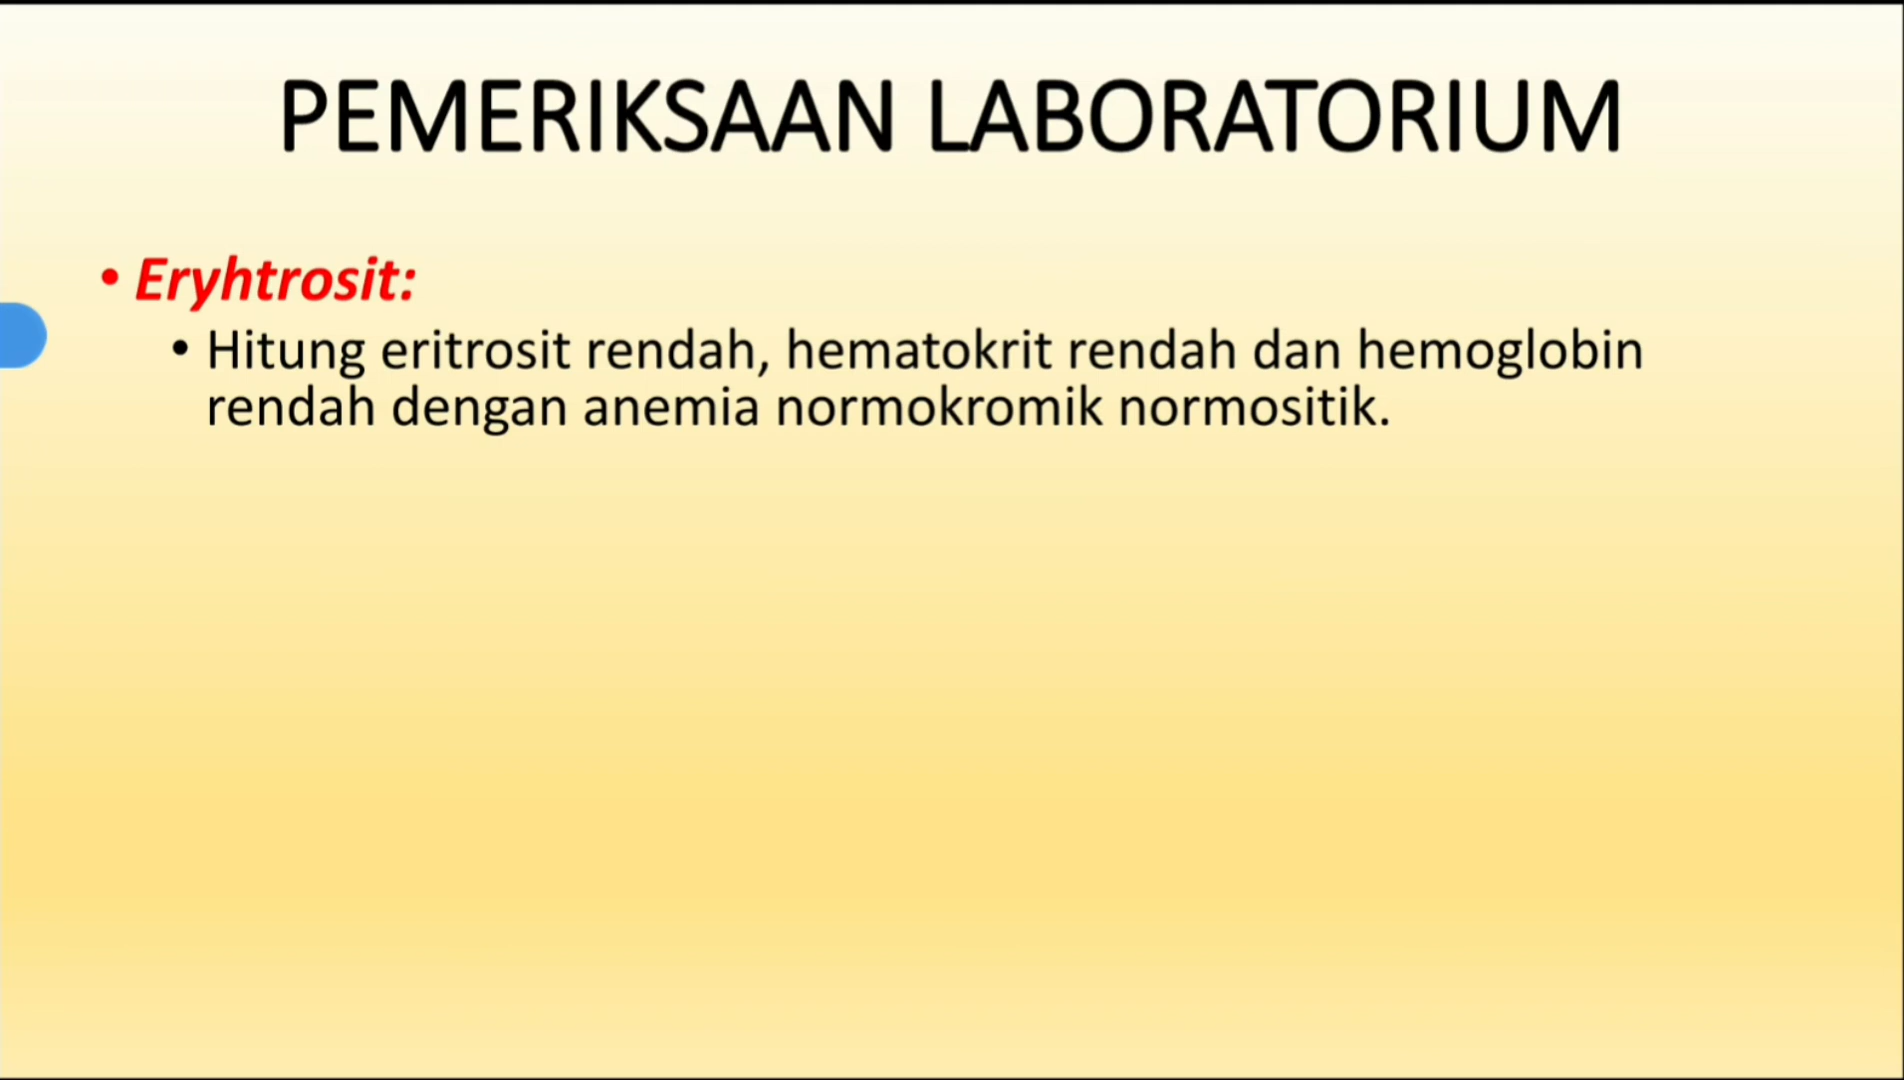 PEMERIKSAAN LABORATORIUM
• Eryhtrosit:
• Hitung eritrosit rendah, hematokrit rendah dan hemoglobin
rendah dengan anemia normokromik normositik.